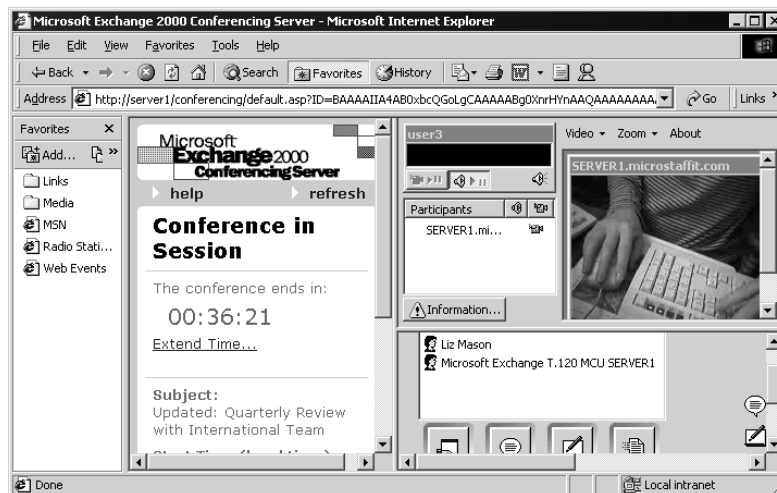 Microsoft Exchange 2000 Conferencing Server - Microsoft Internet Explorer
File Edit View Favorites Tools Help
Back Search Favorites History
Address http://server1/conferencing/default.asp?ID=BAAAAIIA4AB0xbcQGoLgCAAAAABg0XnrHYnAAQAAAAAAAA Go Links »
Favorites
Add... »
Links
Media
MSN
Radio Stati...
Web Events
Microsoft
Exchange 2000
Conferencing Server
help refresh
Conference in
Session
The conference ends in:
00:36:21
Extend Time...
Subject:
Updated: Quarterly Review
with International Team
user3
Participants
SERVER1.mi...
Information...
Video Zoom About
SERVER1.microstaffit.com
Liz Mason
Microsoft Exchange T.120 MCU SERVER1
Done
Local intranet